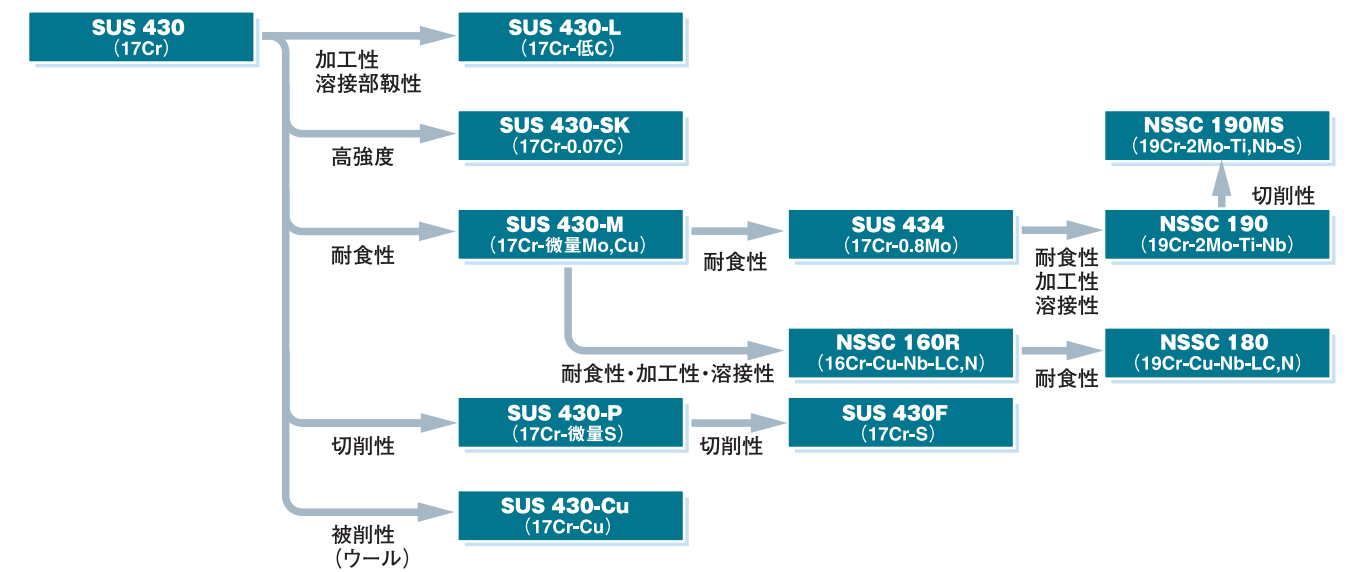 SUS 430
(17Cr)
SUS 430-L
(17Cr-低C)
加工性
溶接部靱性
SUS 430-SK
(17Cr-0.07C)
高強度
NSSC 190MS
(19Cr-2Mo-Ti,Nb-S)
切削性
SUS 430-M
(17Cr-微量Mo,Cu)
耐食性
SUS 434
(17Cr-0.8Mo)
耐食性
NSSC 190
(19Cr-2Mo-Ti-Nb)
耐食性
加工性
溶接性
NSSC 160R
(16Cr-Cu-Nb-LC,N)
耐食性・加工性・溶接性
NSSC 180
(19Cr-Cu-Nb-LC,N)
耐食性
SUS 430-P
(17Cr-微量S)
切削性
SUS 430F
(17Cr-S)
切削性
SUS 430-Cu
(17Cr-Cu)
被削性
(ウール)